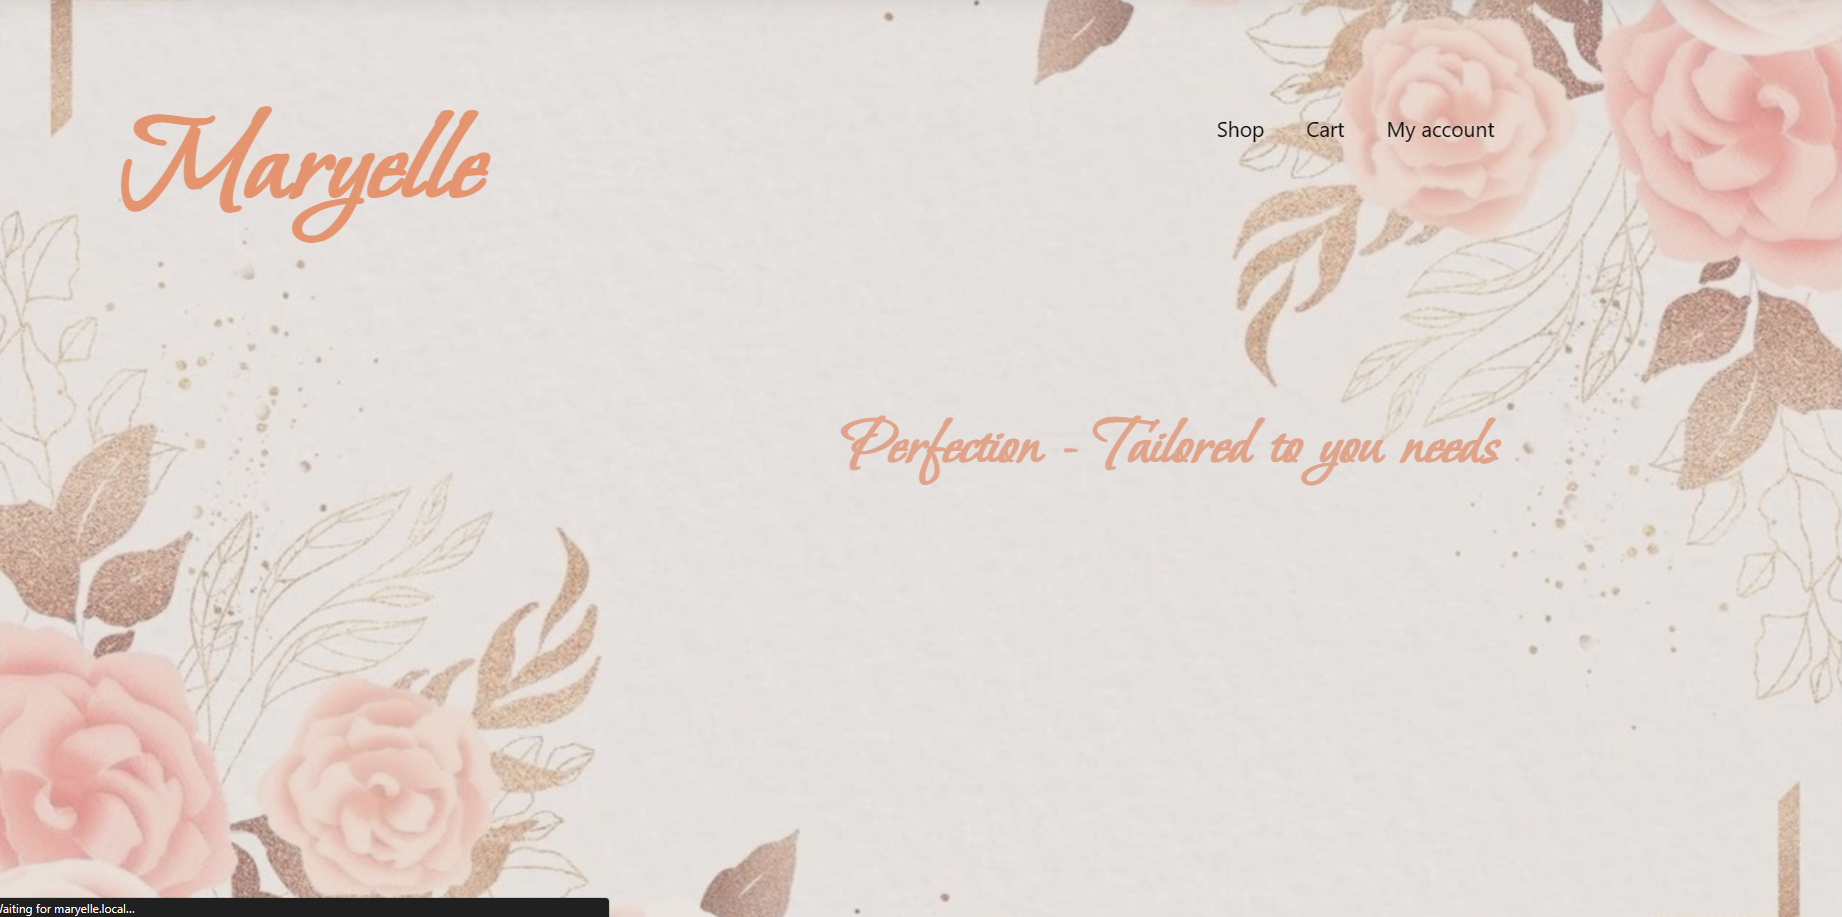 Maryelle
Shop Cart My account
Perfection - Tailored to you needs
Waiting for maryelle.local...